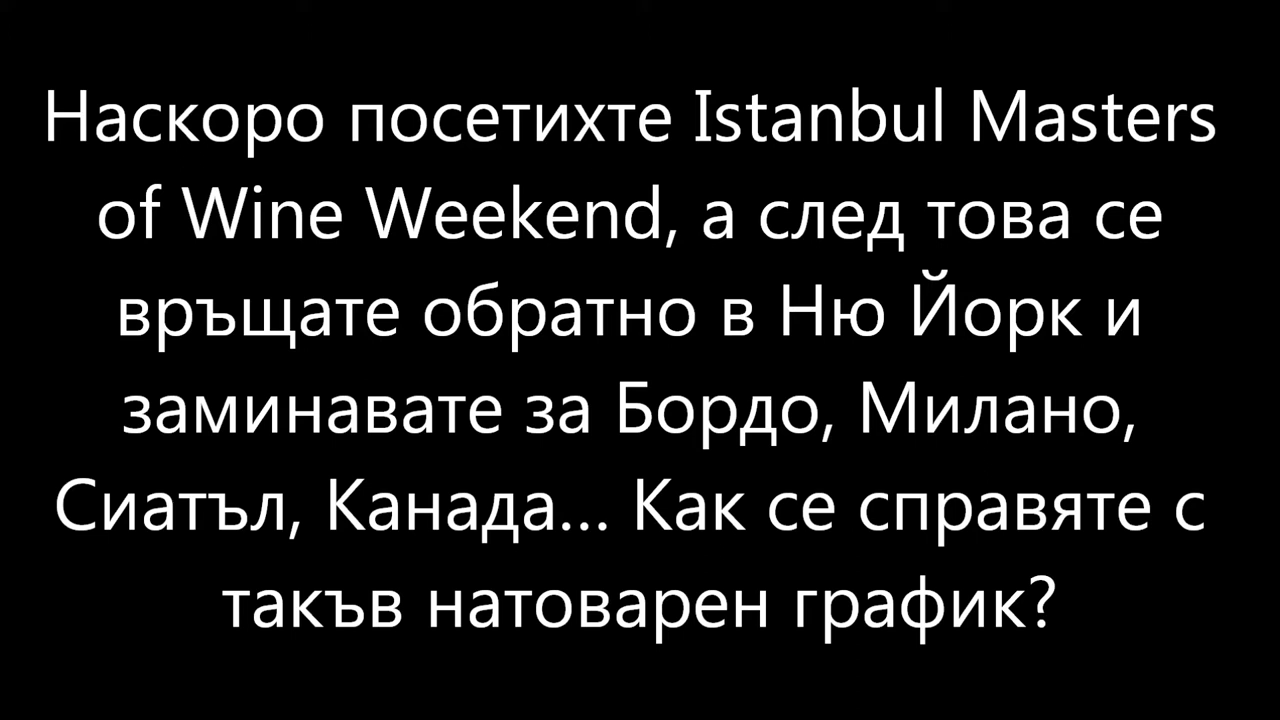 Наскоро посетихте Istanbul Masters
of Wine Weekend, а след това се
връщате обратно в Ню Йорк и
заминавате за Бордо, Милано,
Сиатъл, Канада... Как се справяте с
такъв натоварен график?